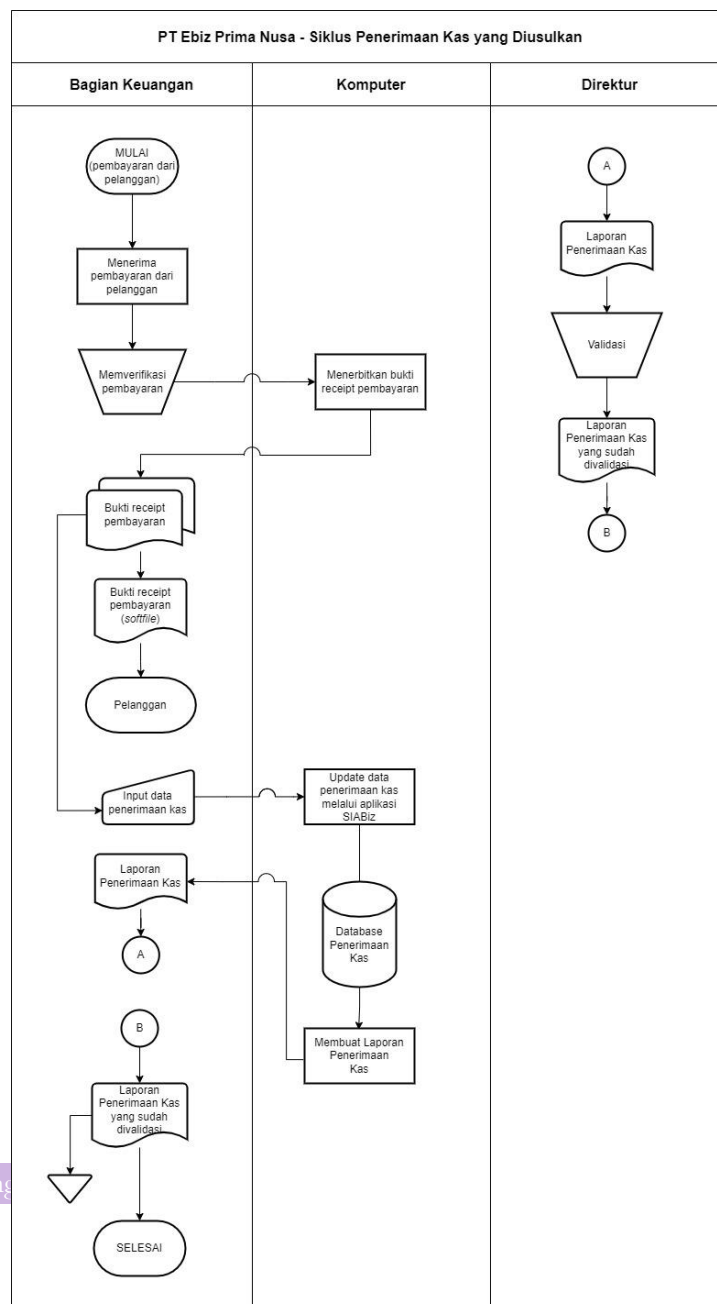 PT Ebiz Prima Nusa - Siklus Penerimaan Kas yang Diusulkan
Bagian Keuangan
Komputer
Direktur
MULAI
(pembayaran dari
pelanggan)
Menerima
pembayaran dari
pelanggan
Memverifikasi
pembayaran
Menerbitkan bukti
receipt pembayaran
Bukti receipt
pembayaran
Bukti receipt
pembayaran
(softfile)
Pelanggan
Input data
penerimaan kas
Update data
penerimaan kas
melalui aplikasi
SIABiz
Database
Penerimaan
Kas
Membuat Laporan
Penerimaan
Kas
Laporan
Penerimaan Kas
A
B
Laporan
Penerimaan Kas
yang sudah
divalidasi
SELESAI
A
Laporan
Penerimaan Kas
Validasi
Laporan
Penerimaan Kas
yang sudah
divalidasi
B